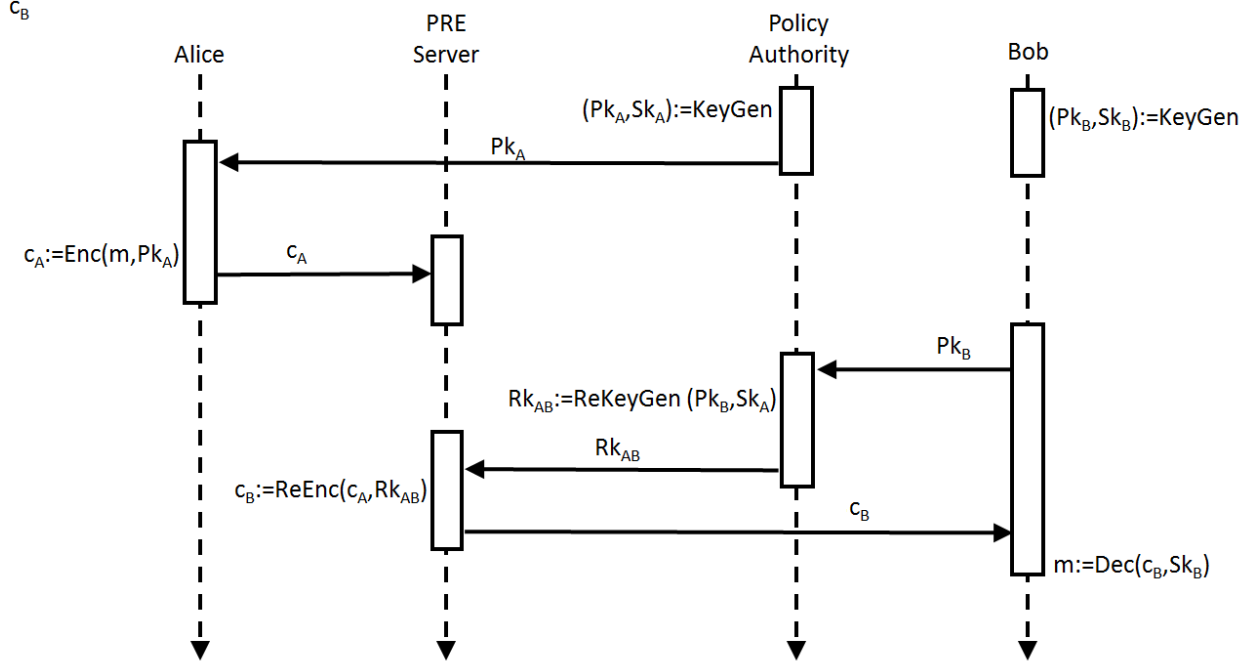 c_B
Alice
PRE
Server
Policy
Authority
Bob
(Pk_A,Sk_A):=KeyGen
(Pk_B,Sk_B):=KeyGen
Pk_A
c_A:=Enc(m,Pk_A)
c_A
Pk_B
Rk_AB:=ReKeyGen (Pk_B,Sk_A)
Rk_AB
c_B:=ReEnc(c_A,Rk_AB)
c_B
m:=Dec(c_B,Sk_B)